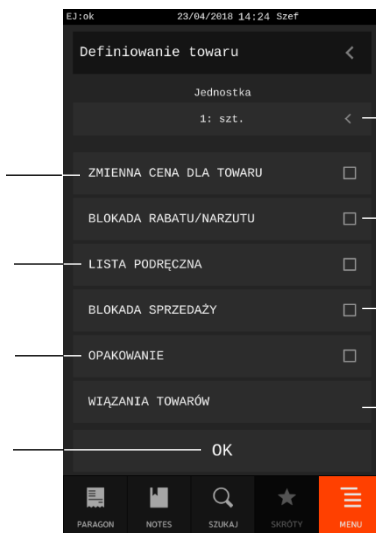 EJ:ok 23/04/2018 14:24 Szef
Definiowanie towaru
Jednostka
1: szt.
ZMIENNA CENA DLA TOWARU
BLOKADA RABATU/NARZUTU
LISTA PODRĘCZNA
BLOKADA SPRZEDAŻY
OPAKOWANIE
WIĄZANIA TOWARÓW
OK
PARAGON NOTES SZUKAJ SKRÓTY MENU